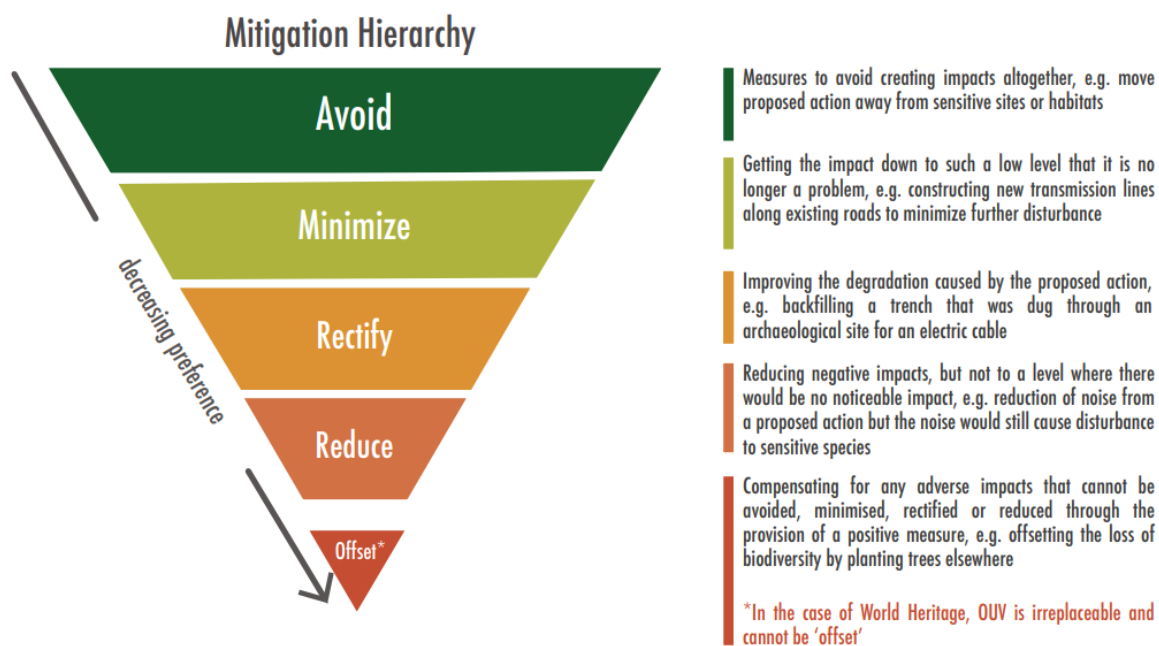 Mitigation Hierarchy
Avoid
Minimize
Rectify
Reduce
Offset*
decreasing preference
Measures to avoid creating impacts altogether, e.g. move
proposed action away from sensitive sites or habitats
Getting the impact down to such a low level that it is no
longer a problem, e.g. constructing new transmission lines
along existing roads to minimize further disturbance
Improving the degradation caused by the proposed action,
e.g. backfilling a trench that was dug through an
archaeological site for an electric cable
Reducing negative impacts, but not to a level where there
would be no noticeable impact, e.g. reduction of noise from
a proposed action but the noise would still cause disturbance
to sensitive species
Compensating for any adverse impacts that cannot be
avoided, minimised, rectified or reduced through the
provision of a positive measure, e.g. offsetting the loss of
biodiversity by planting trees elsewhere
*In the case of World Heritage, OUV is irreplaceable and
cannot be ‘offset’